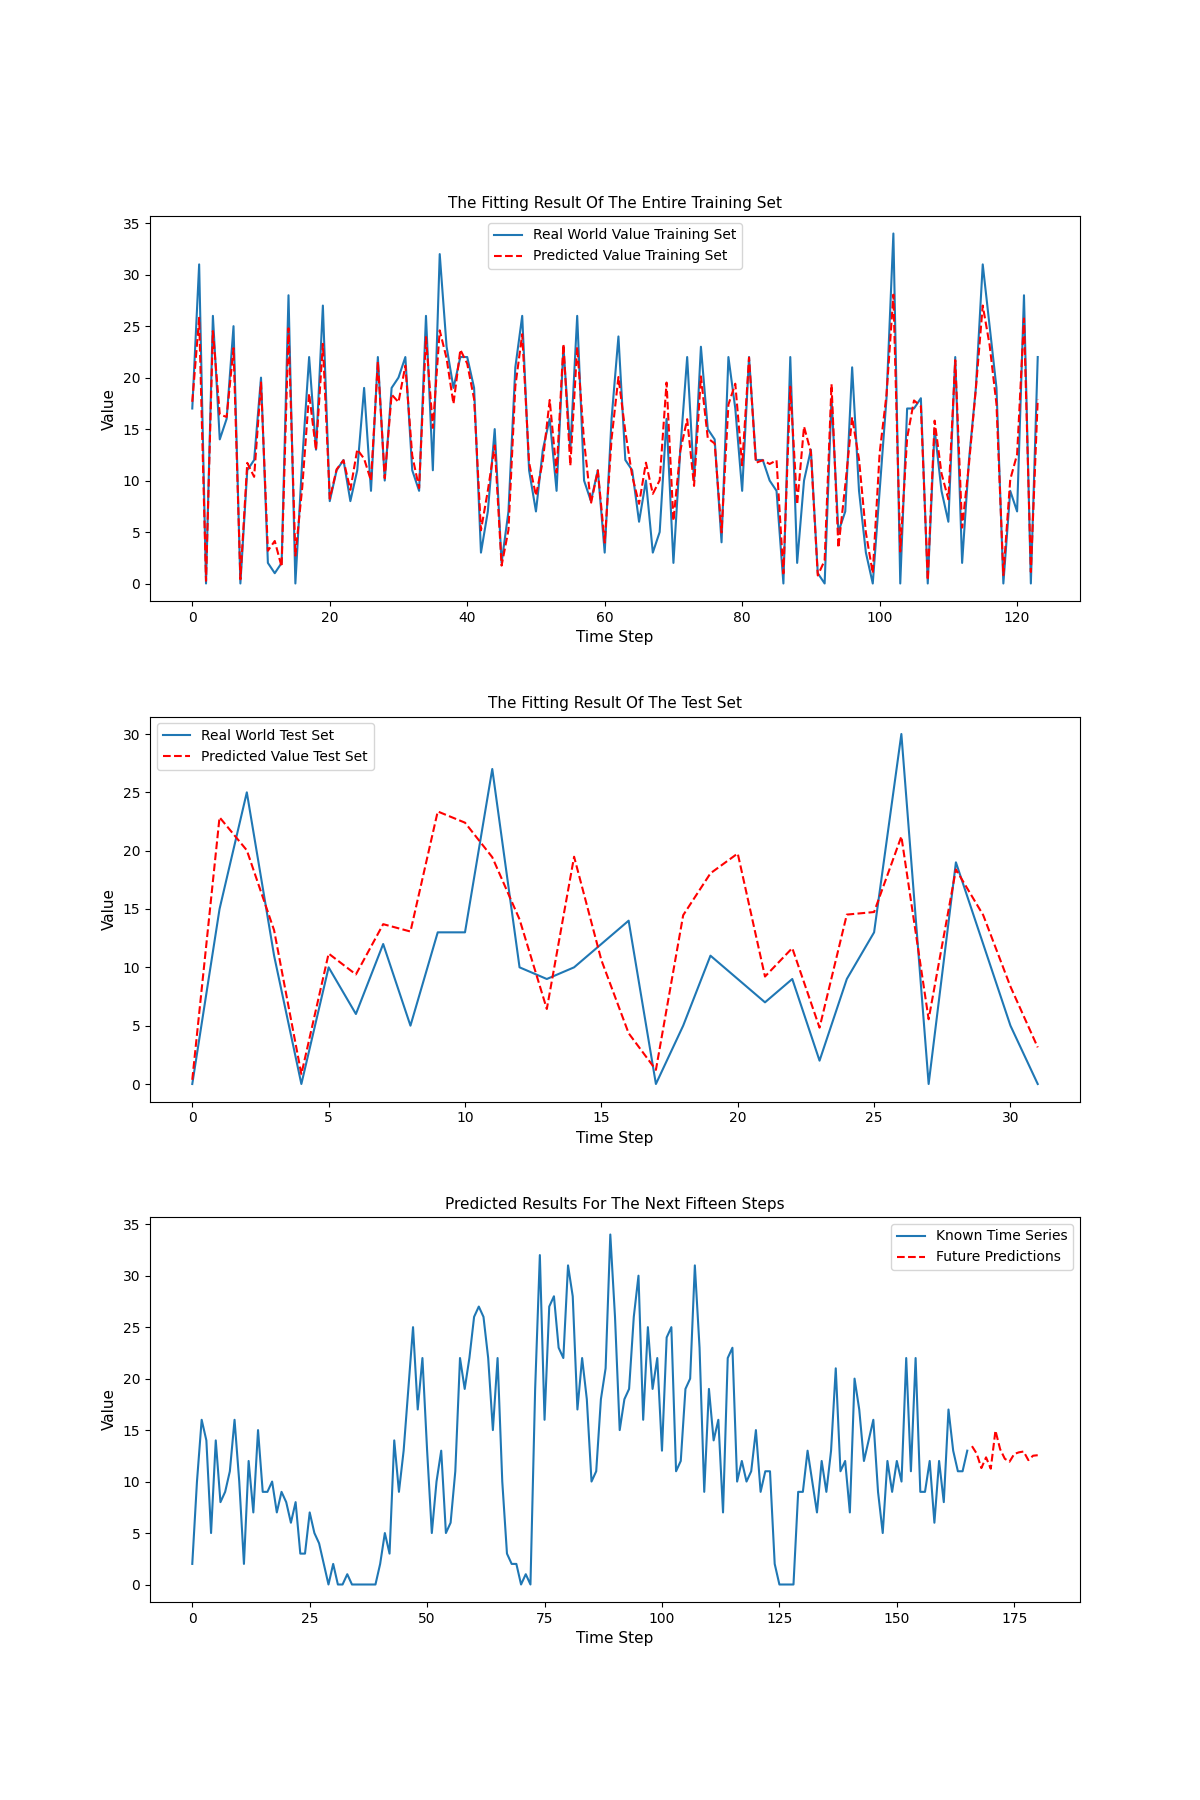 The Fitting Result Of The Entire Training Set
35
30
25
20
15
10
5
0
Value
Real World Value Training Set
Predicted Value Training Set
0 20 40 60 80 100 120
Time Step
The Fitting Result Of The Test Set
30
25
20
15
10
5
0
Value
Real World Test Set
Predicted Value Test Set
0 5 10 15 20 25 30
Time Step
Predicted Results For The Next Fifteen Steps
35
30
25
20
15
10
5
0
Value
Known Time Series
Future Predictions
0 25 50 75 100 125 150 175
Time Step